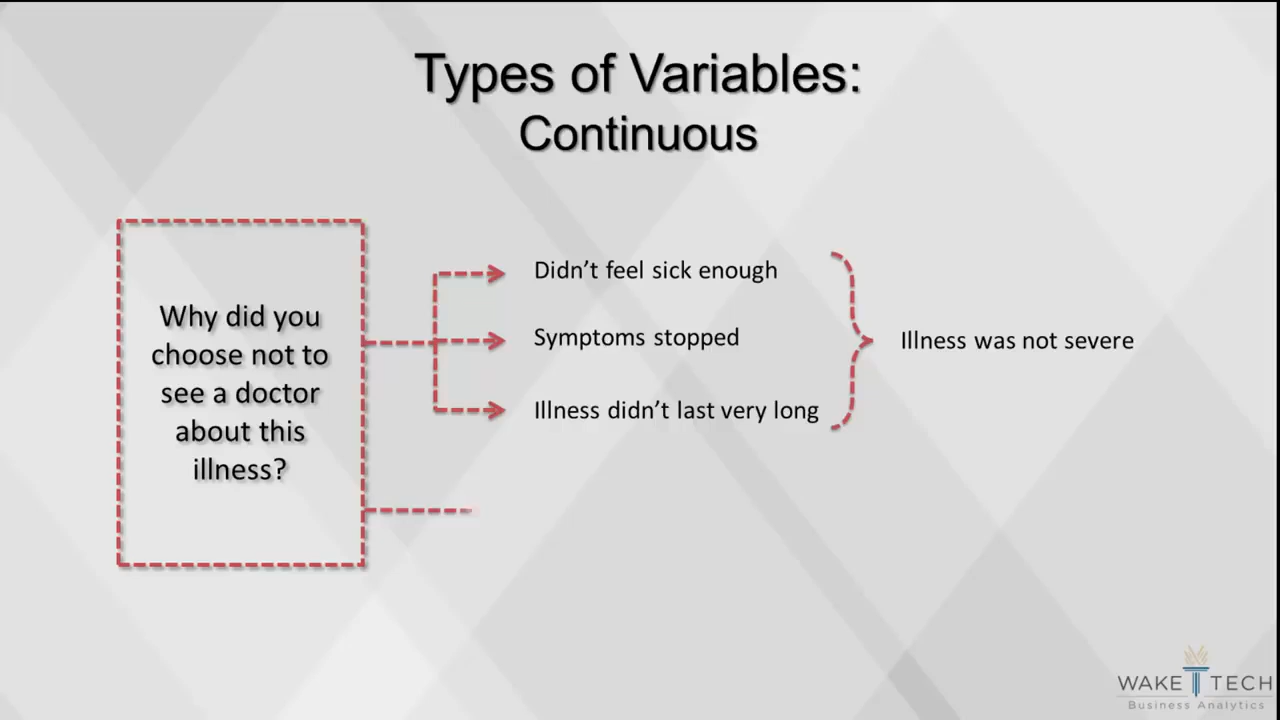 Types of Variables:
Continuous
Why did you
choose not to
see a doctor
about this
illness?
Didn't feel sick enough
Symptoms stopped
Illness didn't last very long
Illness was not severe
WAKE TECH
Business Analytics